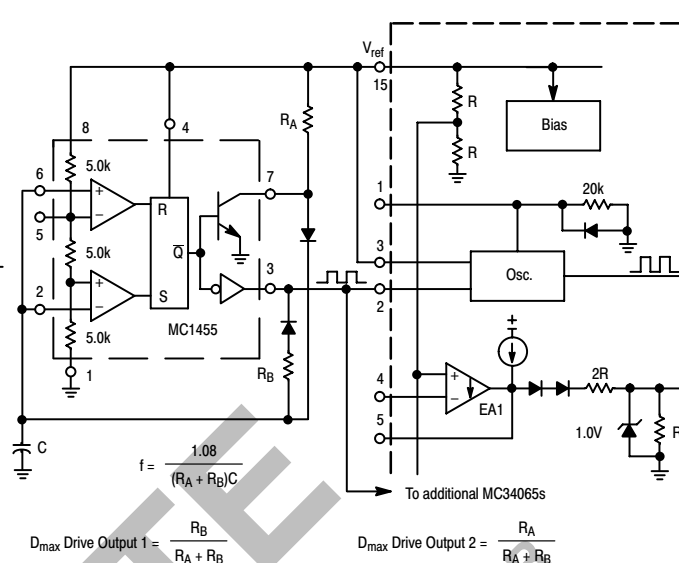 Vref
15
8
4
RA
R
R
Bias
6
5.0k
7
1
20k
+
−
R
5
5.0k
Q̅
3
3
Osc.
2
+
−
S
2
MC1455
5.0k
1
RB
+
4
+
−
EA1
2R
5
1.0V
R
C
f = 1.08 / (RA + RB)C
To additional MC34065s
Dmax Drive Output 1 = RB / RA + RB
Dmax Drive Output 2 = RA / RA + RB